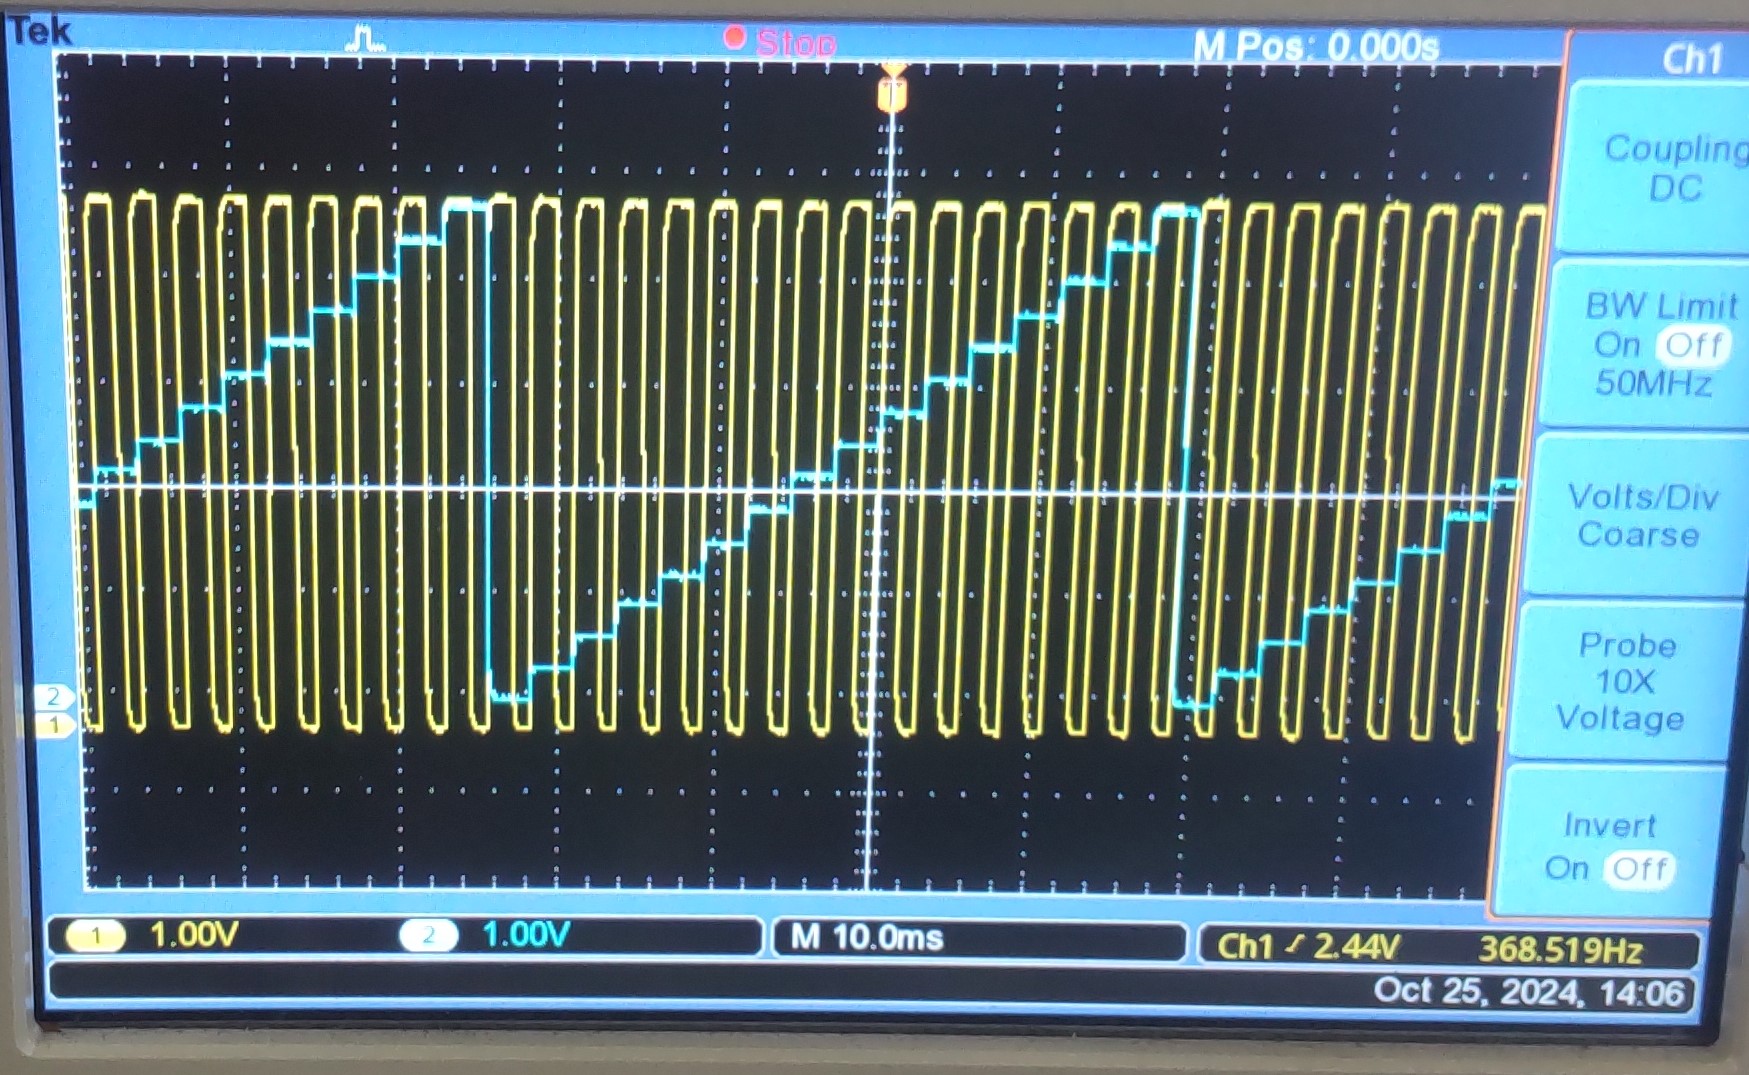 Tek Stop M Pos: 0.000s Ch1
T
Coupling
DC
BW Limit
On Off
50MHz
Volts/Div
Coarse
Probe
10X
Voltage
Invert
On Off
2
1
1 1.00V 2 1.00V M 10.0ms Ch1 2.44V 368.519Hz
Oct 25, 2024, 14:06